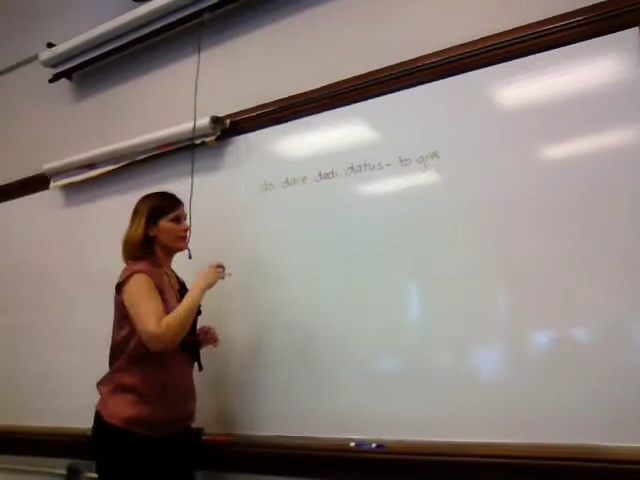 do, dare, dedi, datus - to give